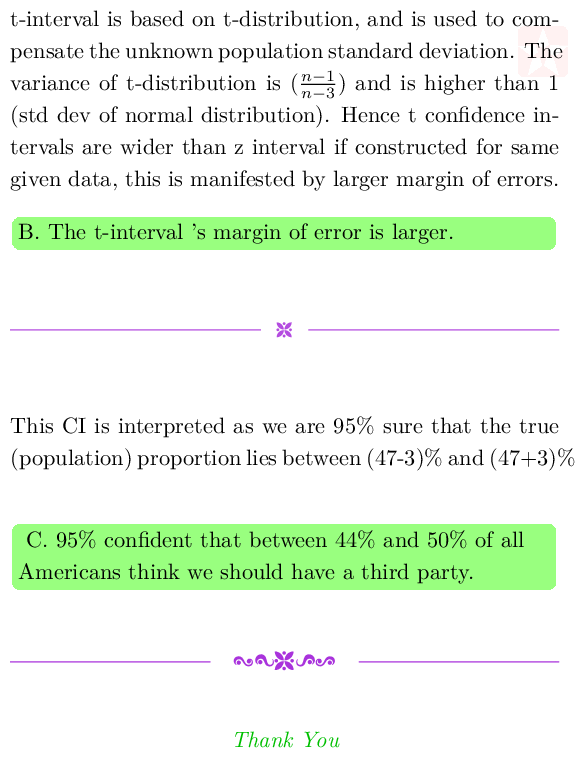 t-interval is based on t-distribution, and is used to com-
pensate the unknown population standard deviation. The
variance of t-distribution is (\frac{n-1}{n-3}) and is higher than 1
(std dev of normal distribution). Hence t confidence in-
tervals are wider than z interval if constructed for same
given data, this is manifested by larger margin of errors.
B. The t-interval 's margin of error is larger.
This CI is interpreted as we are 95% sure that the true
(population) proportion lies between (47-3)% and (47+3)%
C. 95% confident that between 44% and 50% of all
Americans think we should have a third party.
Thank You